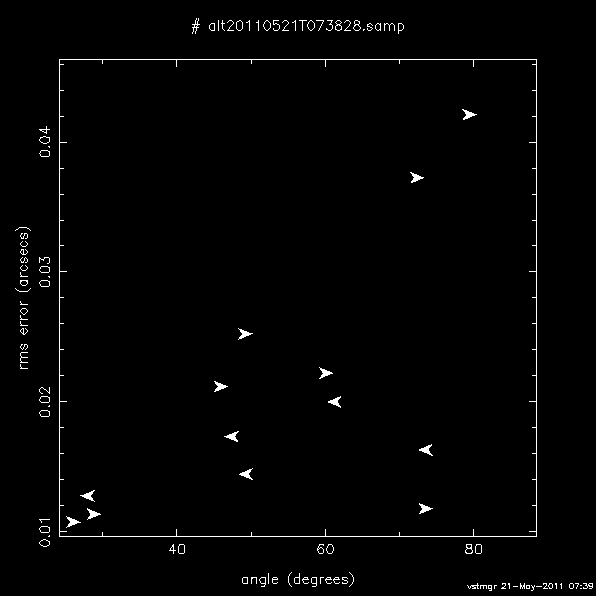 # alt20110521T073828.samp
0.04
0.03
0.02
0.01
rms error (arcsecs)
40 60 80
angle (degrees)
vstmgr 21-May-2011 07:39